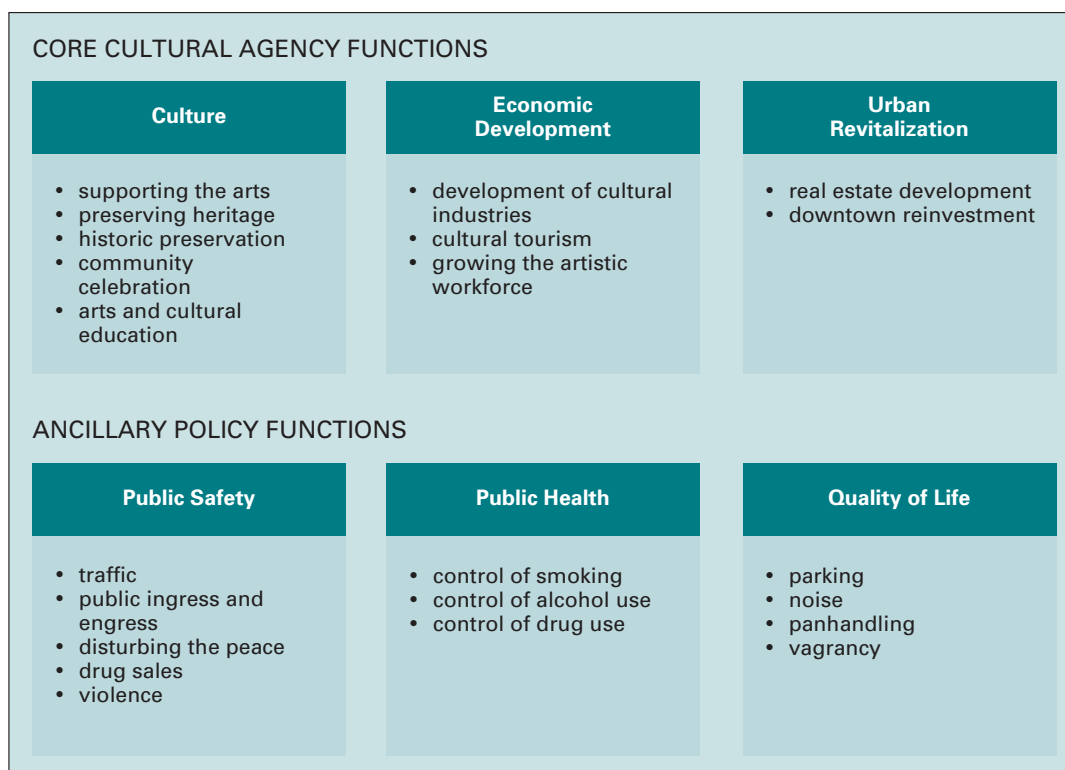 CORE CULTURAL AGENCY FUNCTIONS
Culture
• supporting the arts
• preserving heritage
• historic preservation
• community
celebration
• arts and cultural
education
Economic
Development
• development of cultural
industries
• cultural tourism
• growing the artistic
workforce
Urban
Revitalization
• real estate development
• downtown reinvestment
ANCILLARY POLICY FUNCTIONS
Public Safety
• traffic
• public ingress and
engress
• disturbing the peace
• drug sales
• violence
Public Health
• control of smoking
• control of alcohol use
• control of drug use
Quality of Life
• parking
• noise
• panhandling
• vagrancy